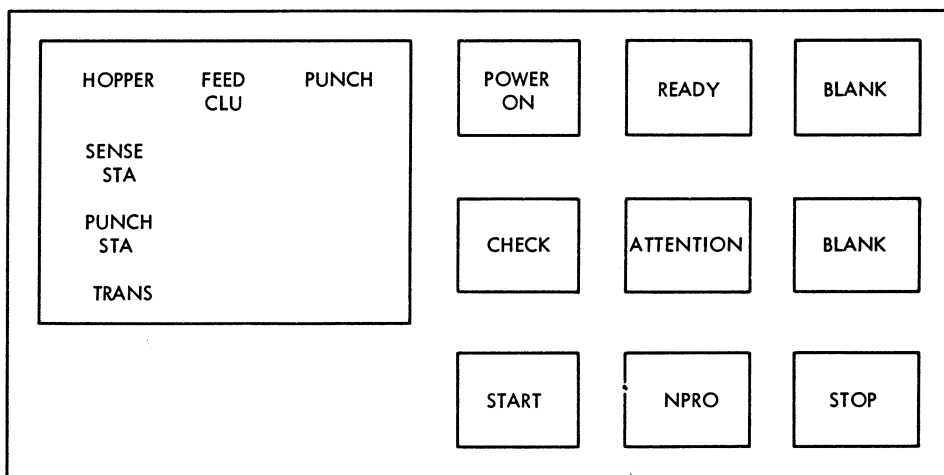 HOPPER FEED PUNCH
CLU
SENSE
STA
PUNCH
STA
TRANS
POWER
ON
READY
BLANK
CHECK
ATTENTION
BLANK
START
NPRO
STOP